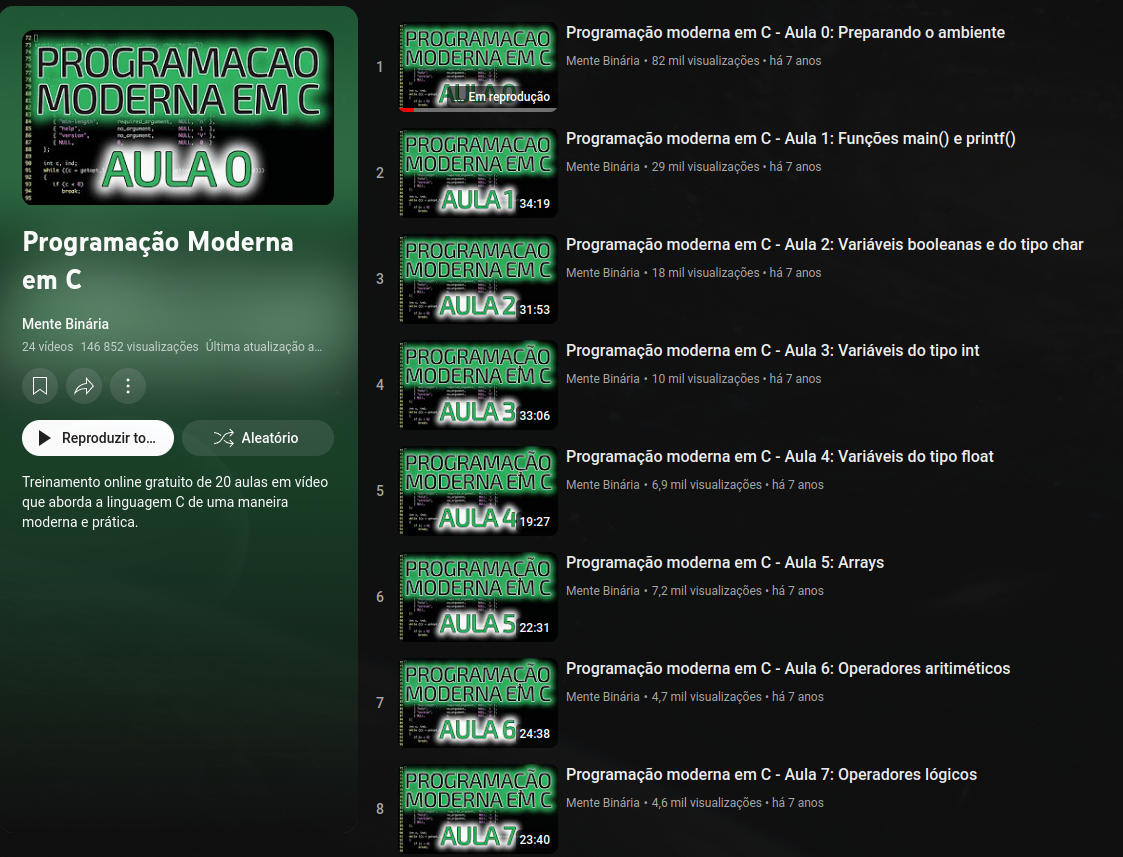 PROGRAMACAO
MODERNA EM C
AULA 0
Programação Moderna
em C
Mente Binária
24 vídeos 146 852 visualizações Última atualização a…
Reproduzir to…
Aleatório
Treinamento online gratuito de 20 aulas em vídeo
que aborda a linguagem C de uma maneira
moderna e prática.
1
PROGRAMACAO
MODERNA EM C
AULA 0
Em reprodução
Programação moderna em C - Aula 0: Preparando o ambiente
Mente Binária • 82 mil visualizações • há 7 anos
2
PROGRAMACAO
MODERNA EM C
AULA 1
34:19
Programação moderna em C - Aula 1: Funções main() e printf()
Mente Binária • 29 mil visualizações • há 7 anos
3
PROGRAMACAO
MODERNA EM C
AULA 2
31:53
Programação moderna em C - Aula 2: Variáveis booleanas e do tipo char
Mente Binária • 18 mil visualizações • há 7 anos
4
PROGRAMAÇÃO
MODERNA EM C
AULA 3
33:06
Programação moderna em C - Aula 3: Variáveis do tipo int
Mente Binária • 10 mil visualizações • há 7 anos
5
PROGRAMAÇÃO
MODERNA EM C
AULA 4
19:27
Programação moderna em C - Aula 4: Variáveis do tipo float
Mente Binária • 6,9 mil visualizações • há 7 anos
6
PROGRAMAÇÃO
MODERNA EM C
AULA 5
22:31
Programação moderna em C - Aula 5: Arrays
Mente Binária • 7,2 mil visualizações • há 7 anos
7
PROGRAMAÇÃO
MODERNA EM C
AULA 6
24:38
Programação moderna em C - Aula 6: Operadores aritiméticos
Mente Binária • 4,7 mil visualizações • há 7 anos
8
PROGRAMAÇÃO
MODERNA EM C
AULA 7
23:40
Programação moderna em C - Aula 7: Operadores lógicos
Mente Binária • 4,6 mil visualizações • há 7 anos